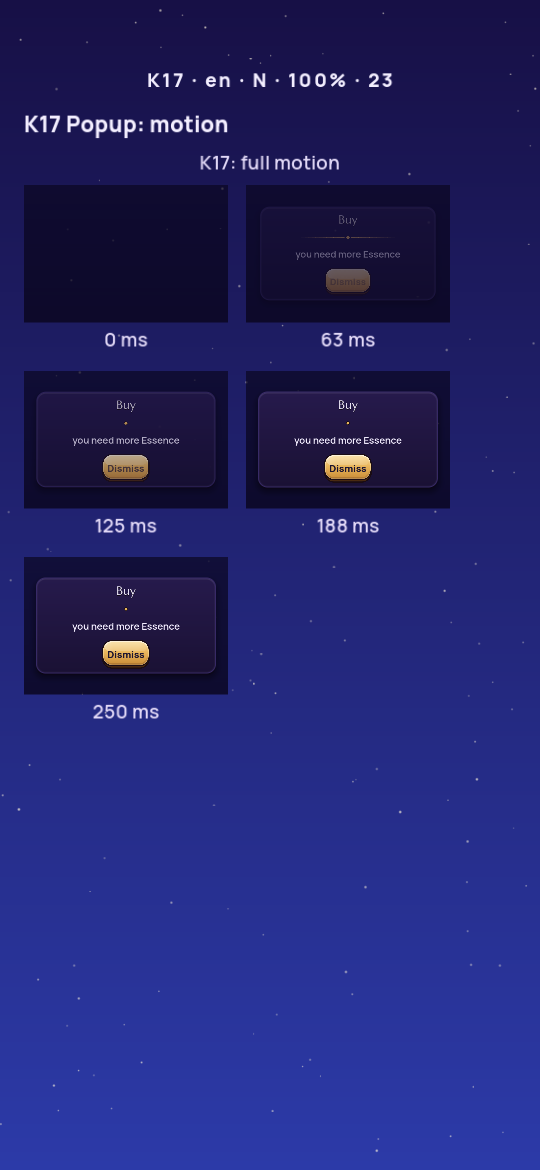 K17 · en · N · 100% · 23
K17 Popup: motion
K17: full motion
Buy
you need more Essence
Dismiss
0 ms
63 ms
Buy
you need more Essence
Dismiss
Buy
you need more Essence
Dismiss
125 ms
188 ms
Buy
you need more Essence
Dismiss
250 ms